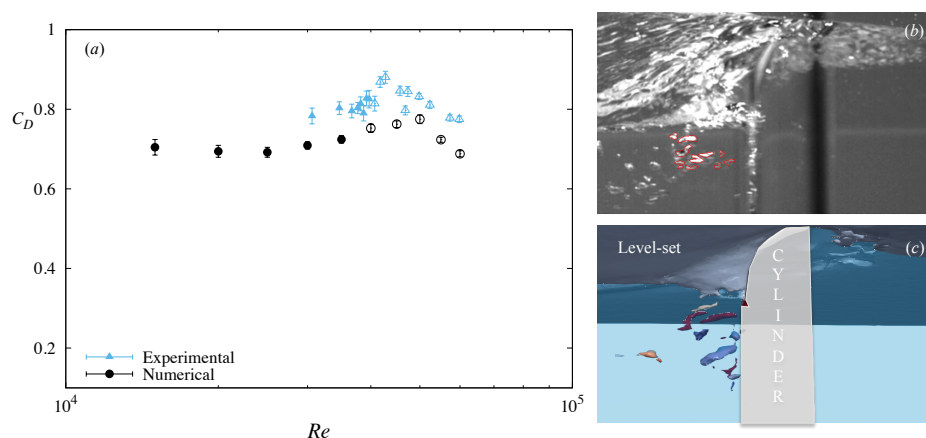 (a)
1
0.8
C_D
0.6
0.4
0.2
Experimental
Numerical
10^4
10^5
Re
(b)
Level-set
(c)
C
Y
L
I
N
D
E
R